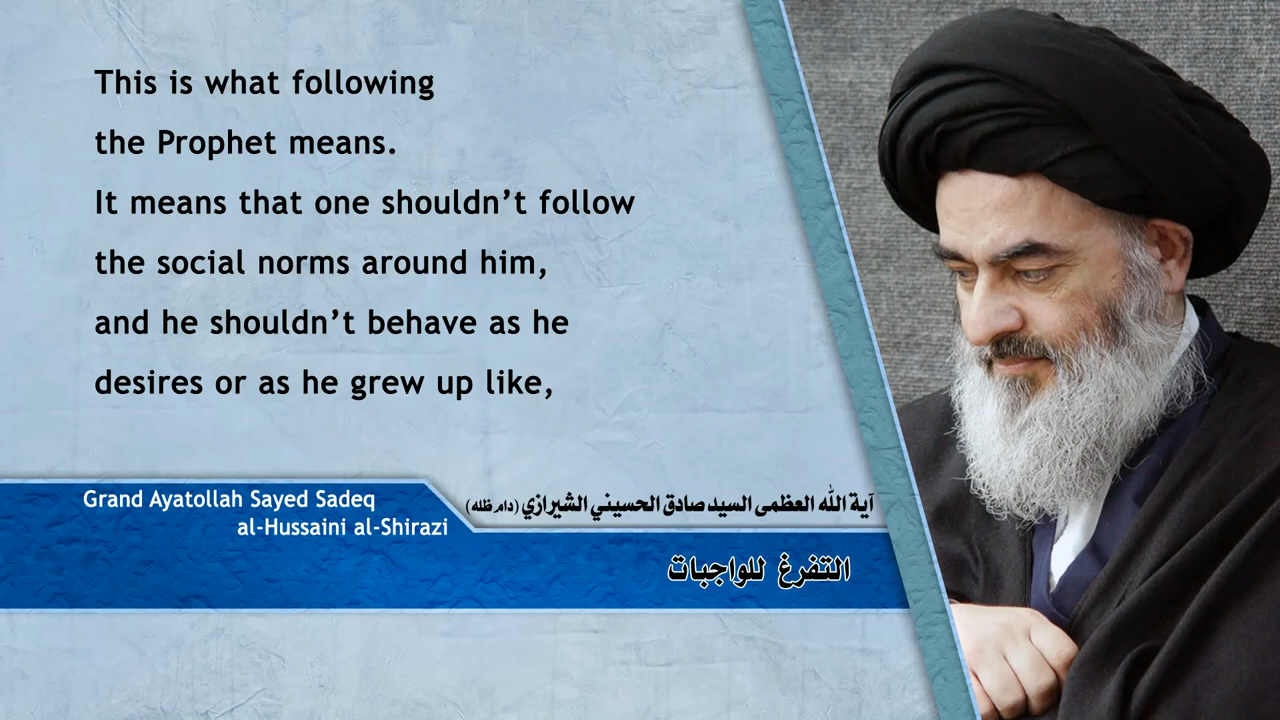 This is what following
the Prophet means.
It means that one shouldn’t follow
the social norms around him,
and he shouldn’t behave as he
desires or as he grew up like,
Grand Ayatollah Sayed Sadeq
al-Hussaini al-Shirazi
آية الله العظمى السيد صادق الحسيني الشيرازي (دام ظله)
التفرغ للواجبات